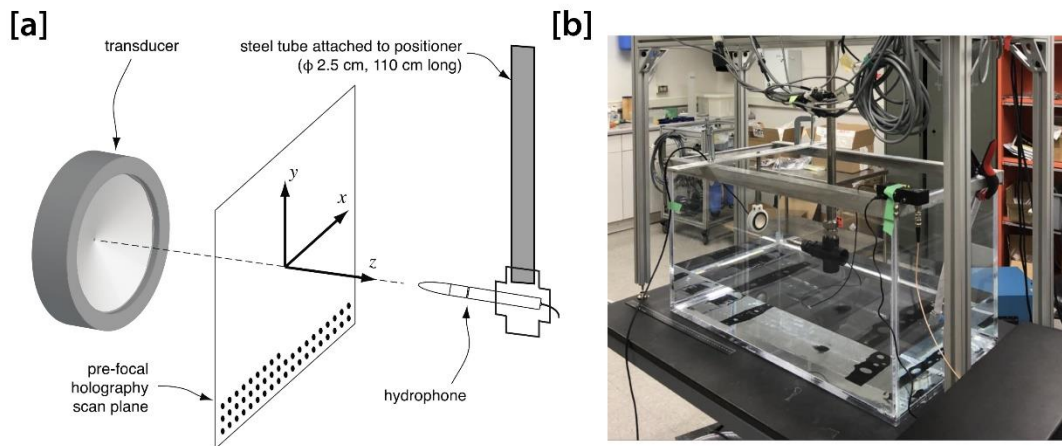 [a]
transducer
steel tube attached to positioner
(ϕ 2.5 cm, 110 cm long)
y
x
z
pre-focal
holography
scan plane
hydrophone
[b]